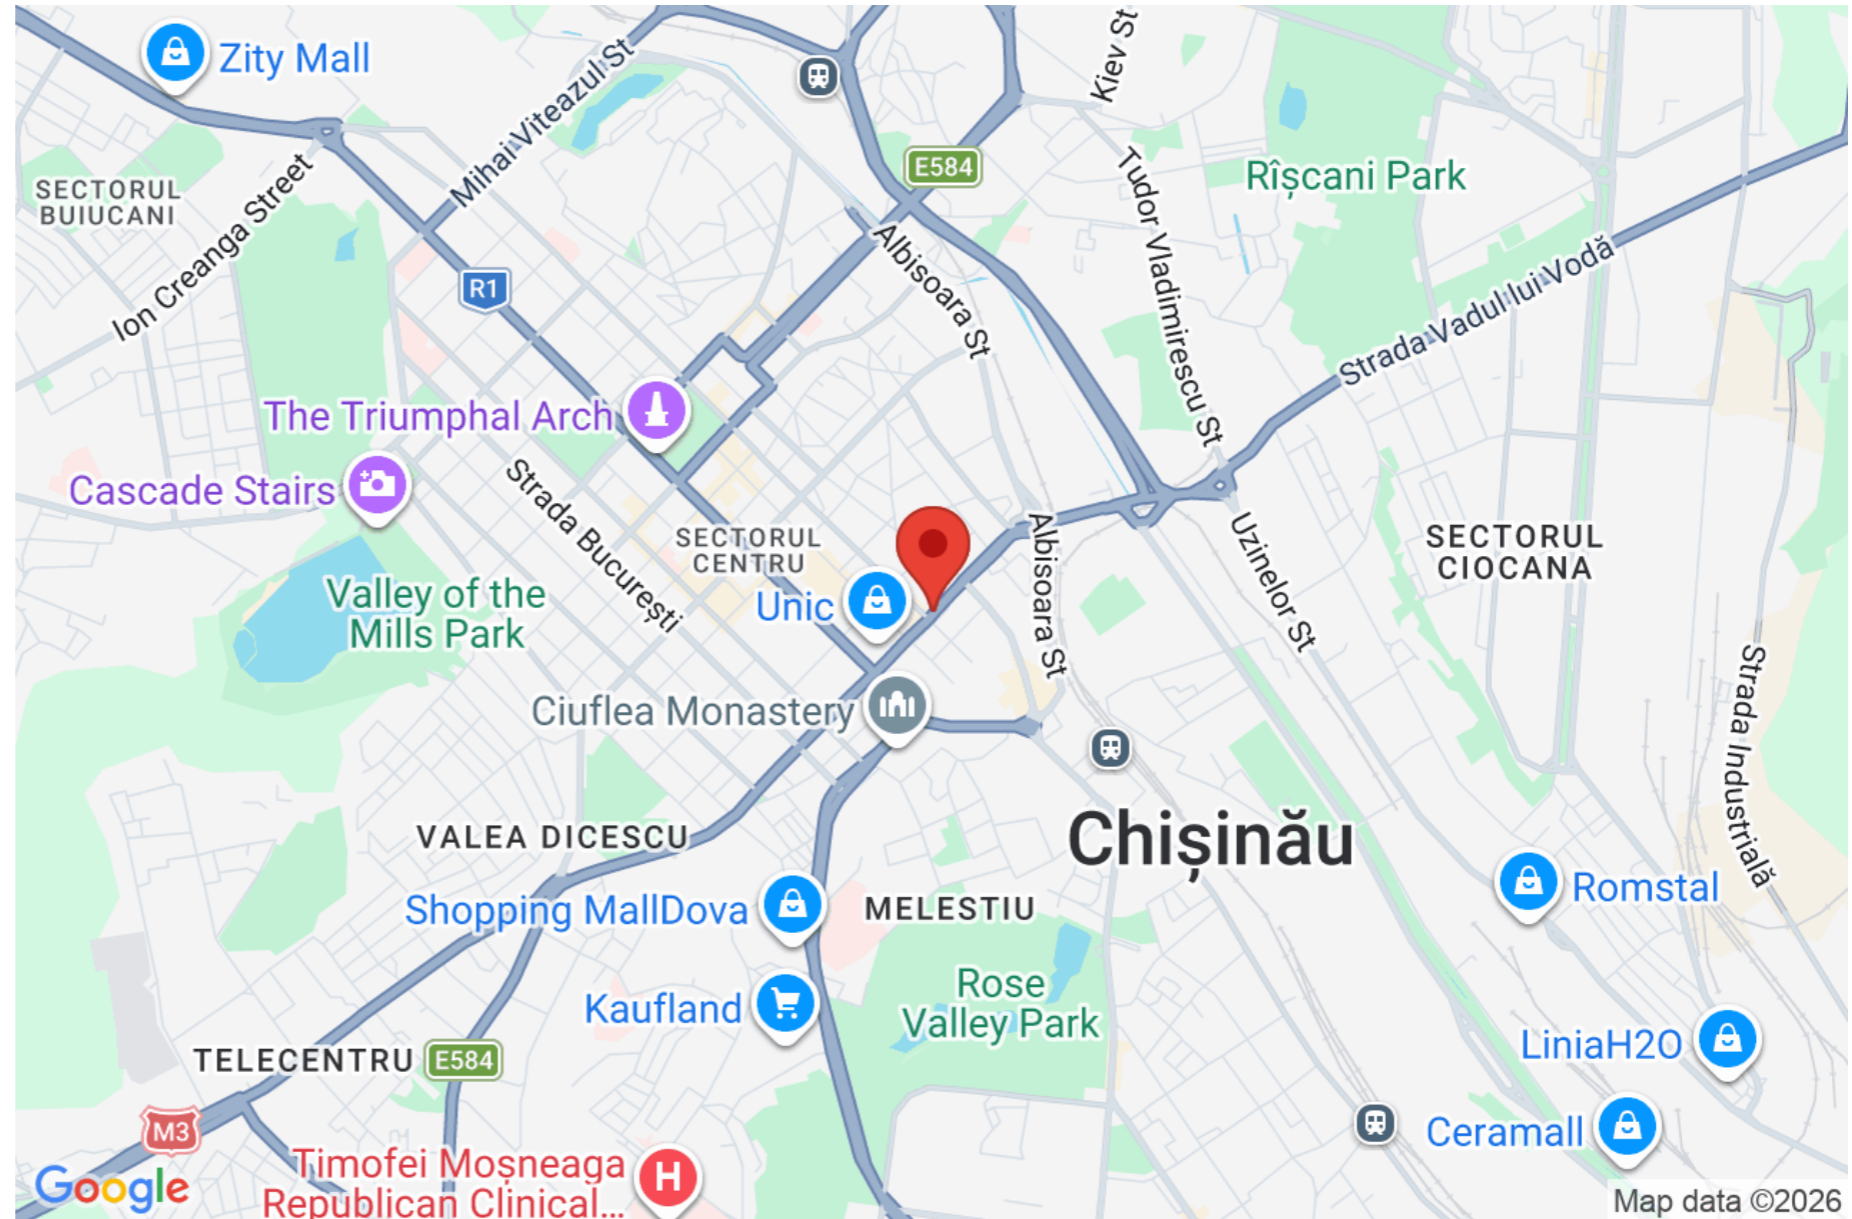 Zity Mall
Mihai Viteazul St
Kiev St
E584
Rîșcani Park
SECTORUL
BUIUCANI
Ion Creanga Street
Tudor Vladimirescu St
Albisoara St
R1
Strada Vadul lui Vodă
The Triumphal Arch
Cascade Stairs
Strada București
SECTORUL
CENTRU
Albisoara St
Uzinelor St
SECTORUL
CIOCANA
Valley of the
Mills Park
Unic
Strada Industrială
Ciuflea Monastery
Chișinău
VALEA DICESCU
Shopping MallDova
MELESTIU
Romstal
Kaufland
Rose
Valley Park
LiniaH2O
TELECENTRU
E584
M3
Ceramall
Timofei Moșneaga
Republican Clinical...
H
Google
Map data ©2026